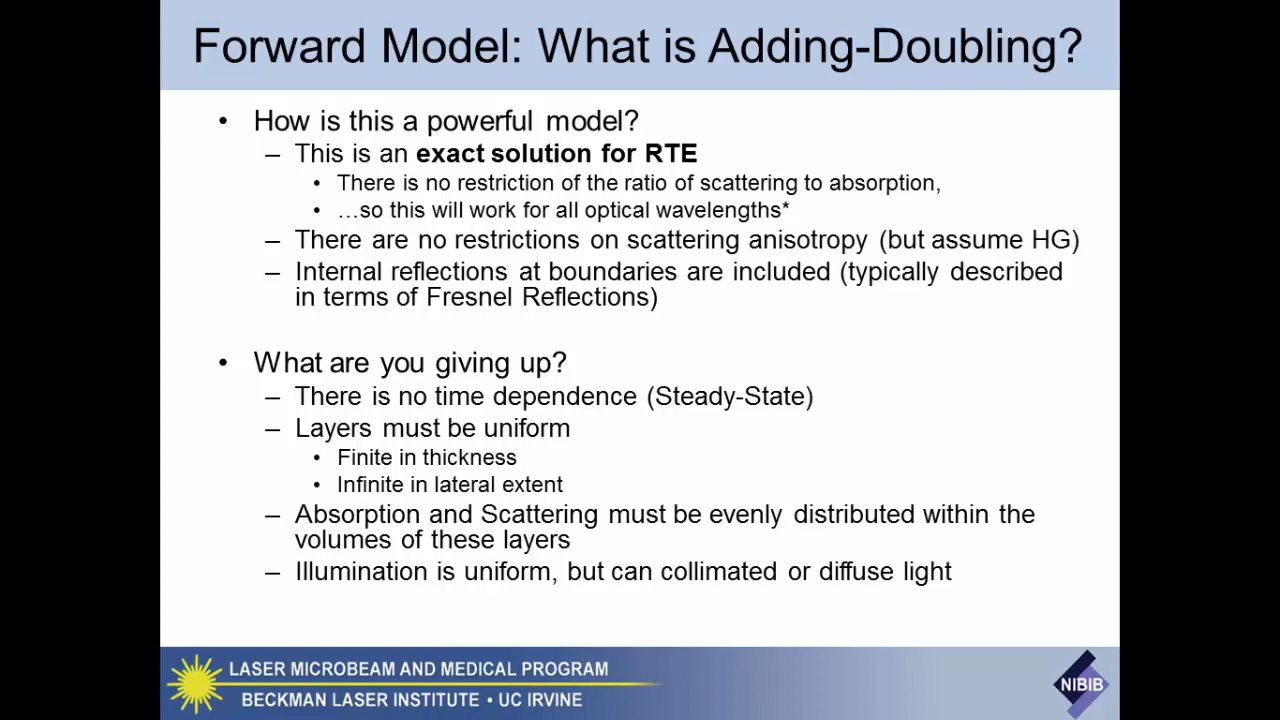 Forward Model: What is Adding-Doubling?
• How is this a powerful model?
– This is an exact solution for RTE
• There is no restriction of the ratio of scattering to absorption,
• …so this will work for all optical wavelengths*
– There are no restrictions on scattering anisotropy (but assume HG)
– Internal reflections at boundaries are included (typically described
in terms of Fresnel Reflections)
• What are you giving up?
– There is no time dependence (Steady-State)
– Layers must be uniform
• Finite in thickness
• Infinite in lateral extent
– Absorption and Scattering must be evenly distributed within the
volumes of these layers
– Illumination is uniform, but can collimated or diffuse light
LASER MICROBEAM AND MEDICAL PROGRAM
BECKMAN LASER INSTITUTE • UC IRVINE
NIBIB